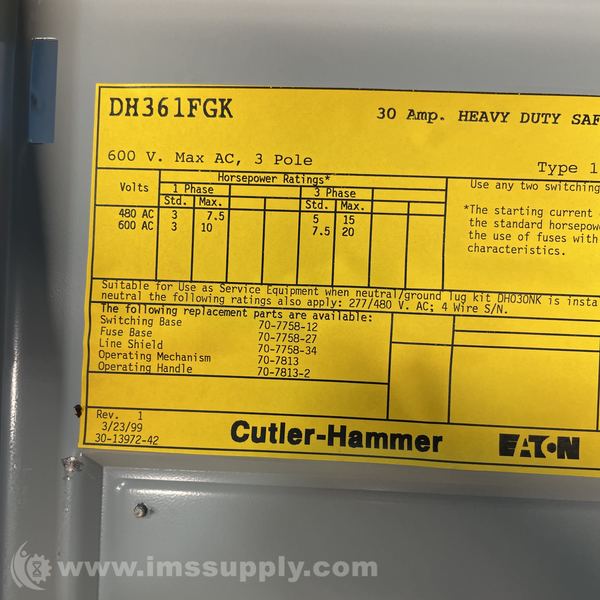 DH361FGK
30 Amp. HEAVY DUTY SAF
600 V. Max AC, 3 Pole
Type 1
Horsepower Ratings*
Volts
1 Phase
3 Phase
Std. Max.
Std. Max.
480 AC 3 7.5 5 15
600 AC 3 10 7.5 20
Use any two switching
*The starting current
the standard horsepow
the use of fuses with
characteristics.
Suitable for Use as Service Equipment when neutral/ground lug kit DH030NK is insta
neutral the following ratings also apply: 277/480 V. AC; 4 Wire S/N.
The following replacement parts are available:
Switching Base 70-7758-12
Fuse Base 70-7758-27
Line Shield 70-7758-34
Operating Mechanism 70-7813
Operating Handle 70-7813-2
Rev. 1
3/23/99
30-13972-42
Cutler-Hammer
EATON
www.imssupply.com